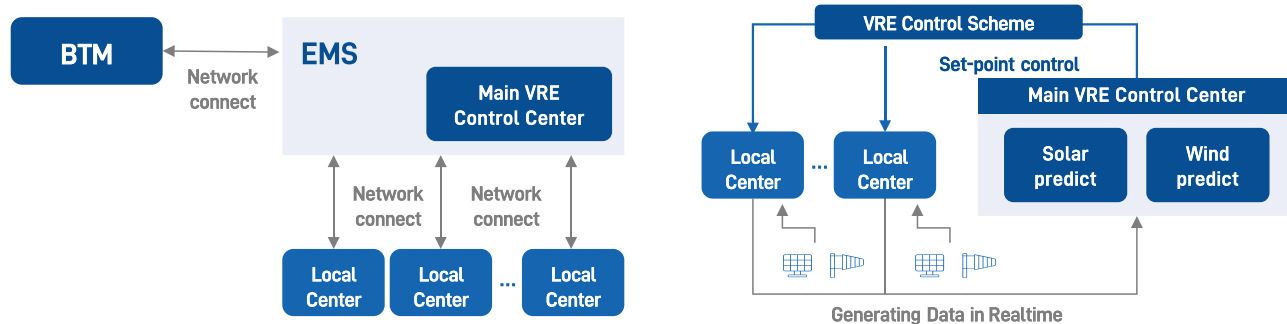 BTM
Network
connect
EMS
Main VRE
Control Center
Network
connect
Network
connect
Local
Center
Local
Center
...
Local
Center
VRE Control Scheme
Set-point control
Main VRE Control Center
Solar
predict
Wind
predict
Local
Center
...
Local
Center
Generating Data in Realtime